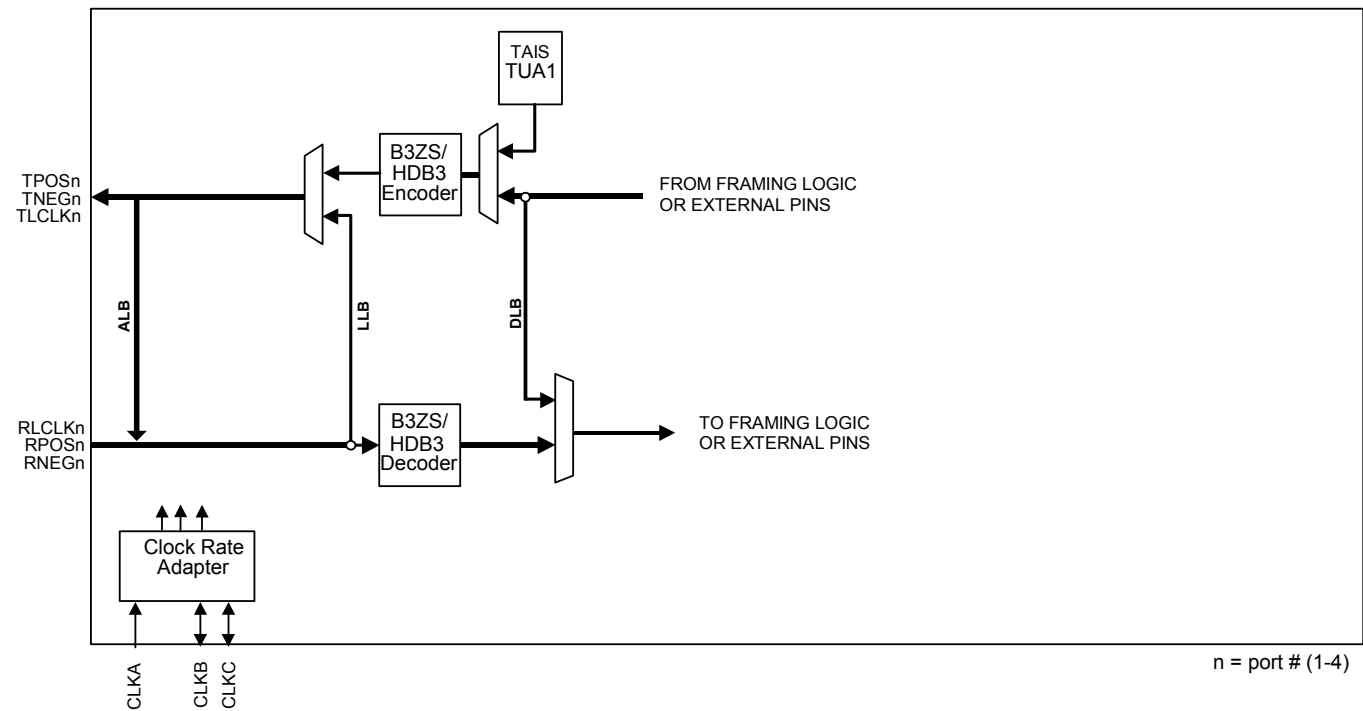 TAIS
TUA1
B3ZS/
HDB3
Encoder
TPOSn
TNEGn
TLCLKn
FROM FRAMING LOGIC
OR EXTERNAL PINS
ALB
LLB
DLB
RLCLKn
RPOSn
RNEGn
B3ZS/
HDB3
Decoder
TO FRAMING LOGIC
OR EXTERNAL PINS
Clock Rate
Adapter
CLKA
CLKB
CLKC
n = port # (1-4)